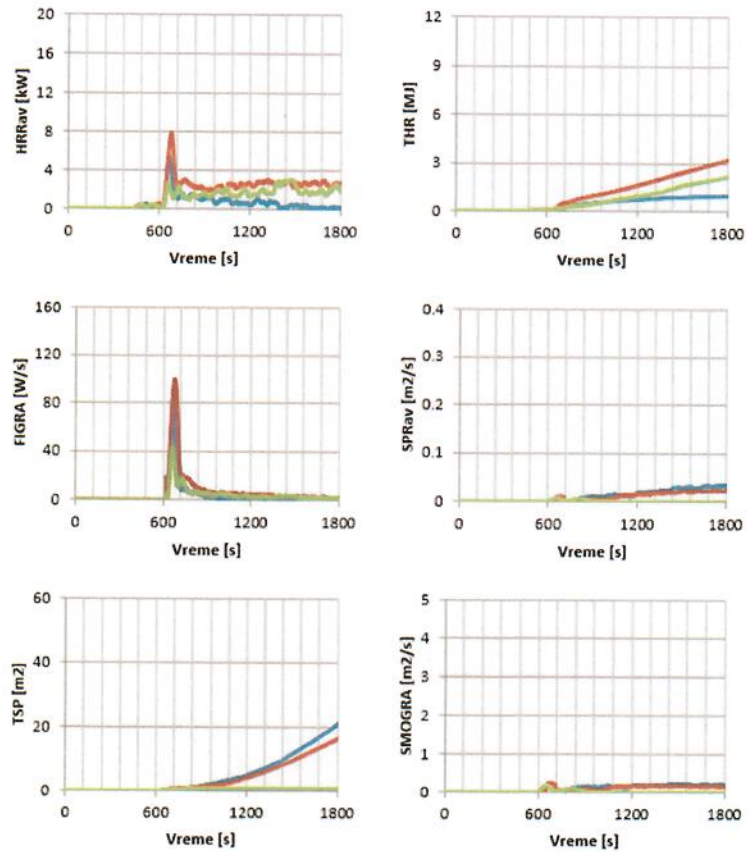 20
16
12
8
4
0
HRRav [kW]
0 600 1200 1800
Vreme [s]
12
9
6
3
0
THR [MJ]
0 600 1200 1800
Vreme [s]
160
120
80
40
0
FIGRA [W/s]
0 600 1200 1800
Vreme [s]
0.4
0.3
0.2
0.1
0
SPRav [m2/s]
0 600 1200 1800
Vreme [s]
60
40
20
0
TSP [m2]
0 600 1200 1800
Vreme [s]
5
4
3
2
1
0
SMOGRA [m2/s]
0 600 1200 1800
Vreme [s]